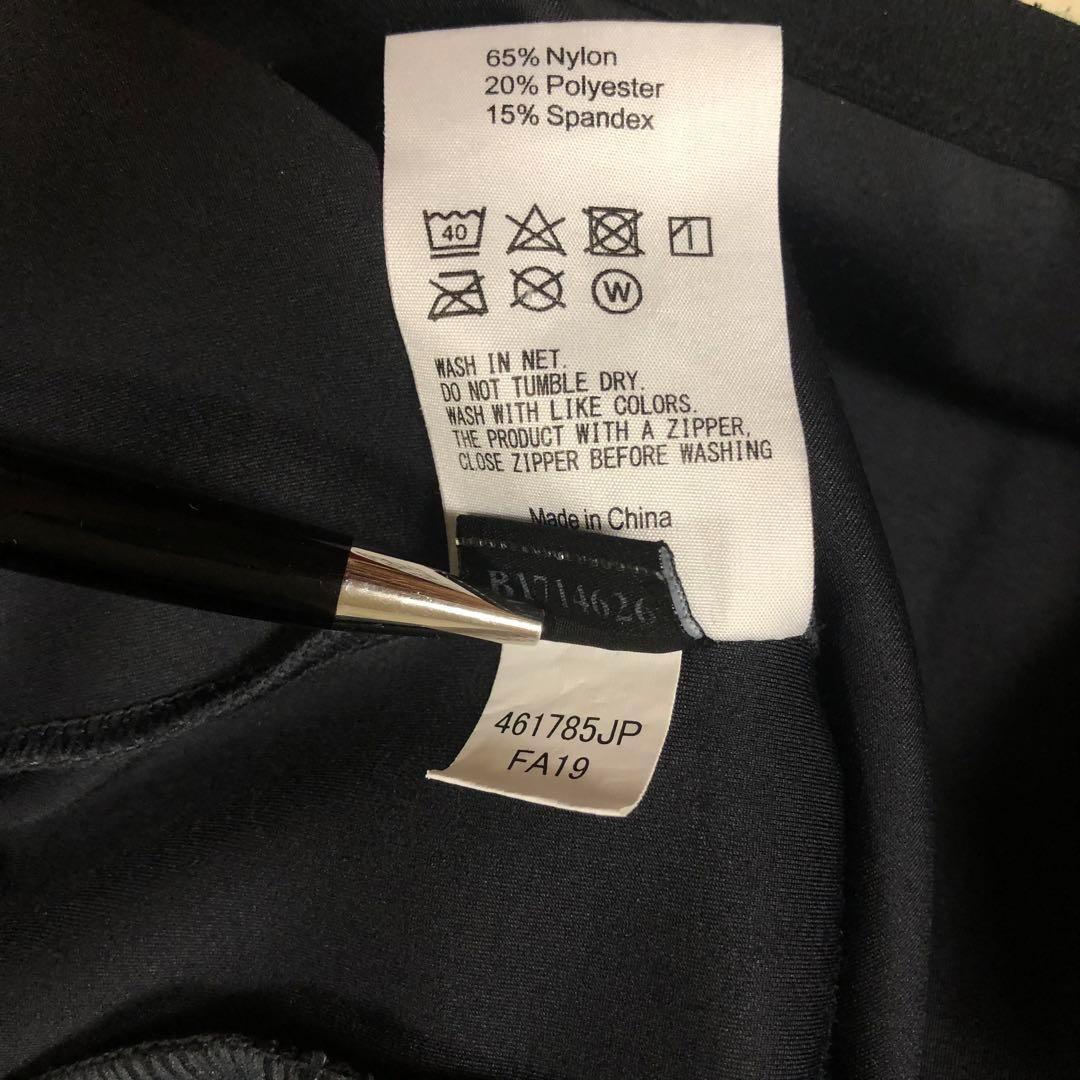 65% Nylon
20% Polyester
15% Spandex
40
W
WASH IN NET.
DO NOT TUMBLE DRY.
WASH WITH LIKE COLORS.
THE PRODUCT WITH A ZIPPER,
CLOSE ZIPPER BEFORE WASHING
Made in China
B1714626
461785JP
FA19